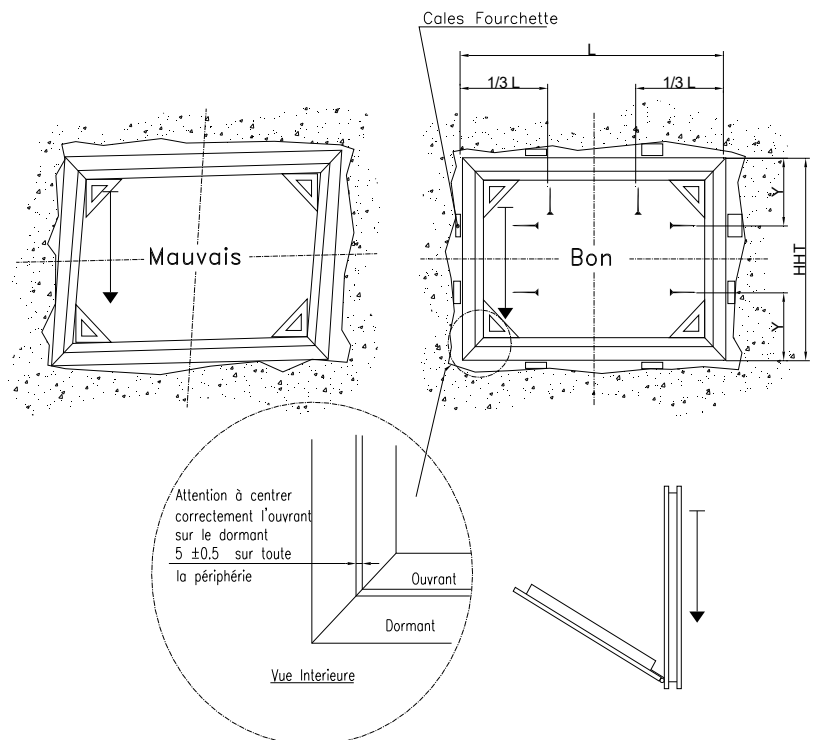 Cales Fourchette
L
1/3 L
1/3 L
Mauvais
Bon
Y
HHT
Y
Attention à centrer
correctement l'ouvrant
sur le dormant
5 ±0.5 sur toute
la périphérie
Ouvrant
Dormant
Vue Interieure